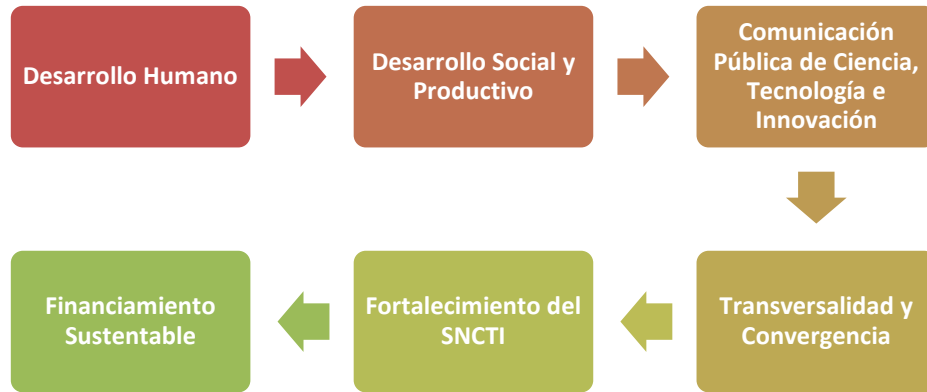 Desarrollo Humano
Desarrollo Social y
Productivo
Comunicación
Pública de Ciencia,
Tecnología e
Innovación
Transversalidad y
Convergencia
Fortalecimiento del
SNCTI
Financiamiento
Sustentable